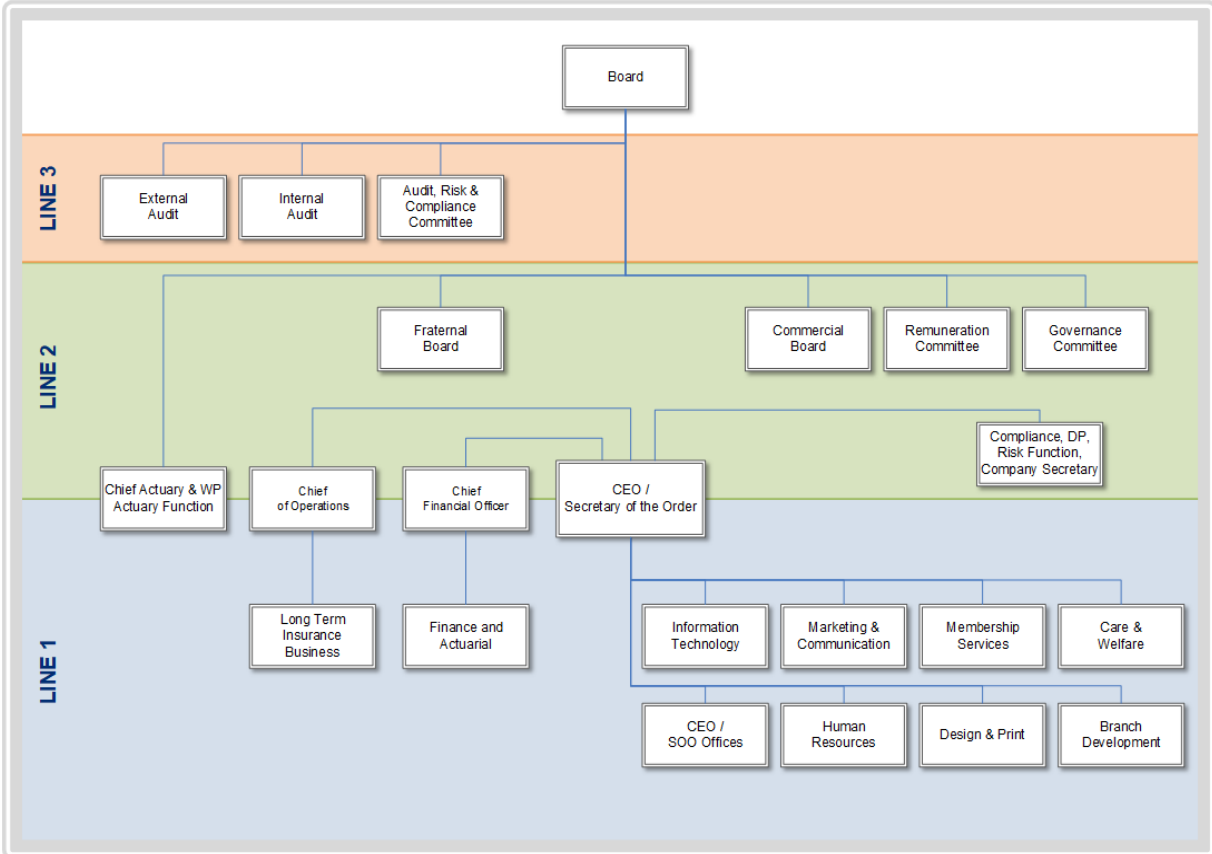 Board
LINE 3
External
Audit
Internal
Audit
Audit, Risk &
Compliance
Committee
LINE 2
Fraternal
Board
Commercial
Board
Remuneration
Committee
Governance
Committee
Compliance, DP,
Risk Function,
Company Secretary
Chief Actuary & WP
Actuary Function
Chief
of Operations
Chief
Financial Officer
CEO /
Secretary of the Order
LINE 1
Long Term
Insurance
Business
Finance and
Actuarial
Information
Technology
Marketing &
Communication
Membership
Services
Care &
Welfare
CEO /
SOO Offices
Human
Resources
Design & Print
Branch
Development